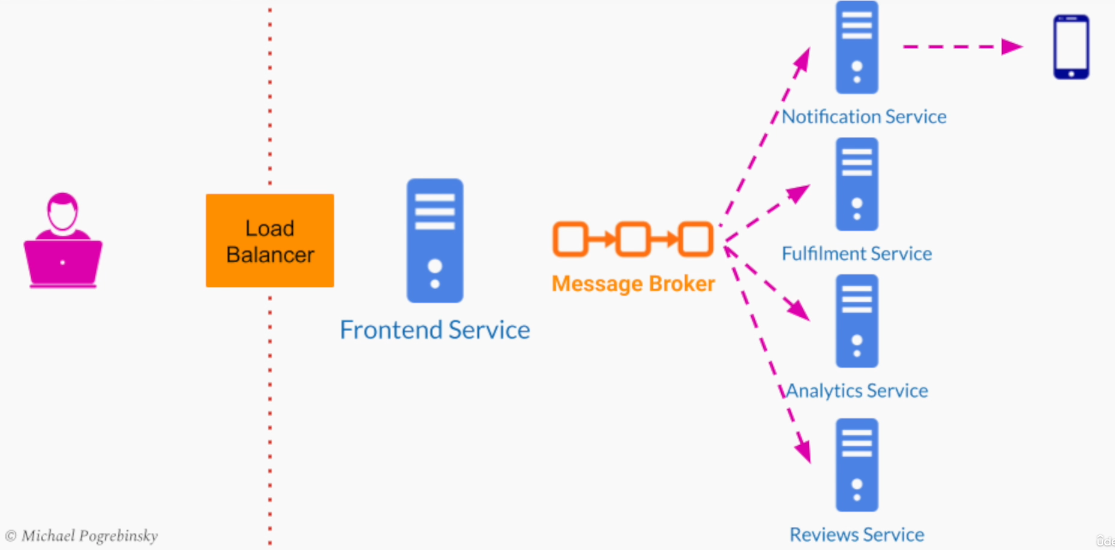 Notification Service
Load
Balancer
Fulfilment Service
Message Broker
Frontend Service
Analytics Service
Reviews Service
© Michael Pogrebinsky